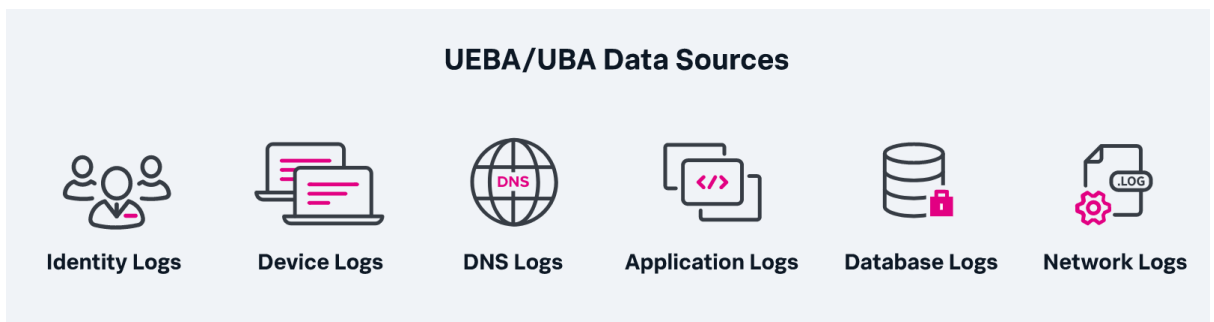 UEBA/UBA Data Sources
DNS
</>
.LOG
Identity Logs
Device Logs
DNS Logs
Application Logs
Database Logs
Network Logs